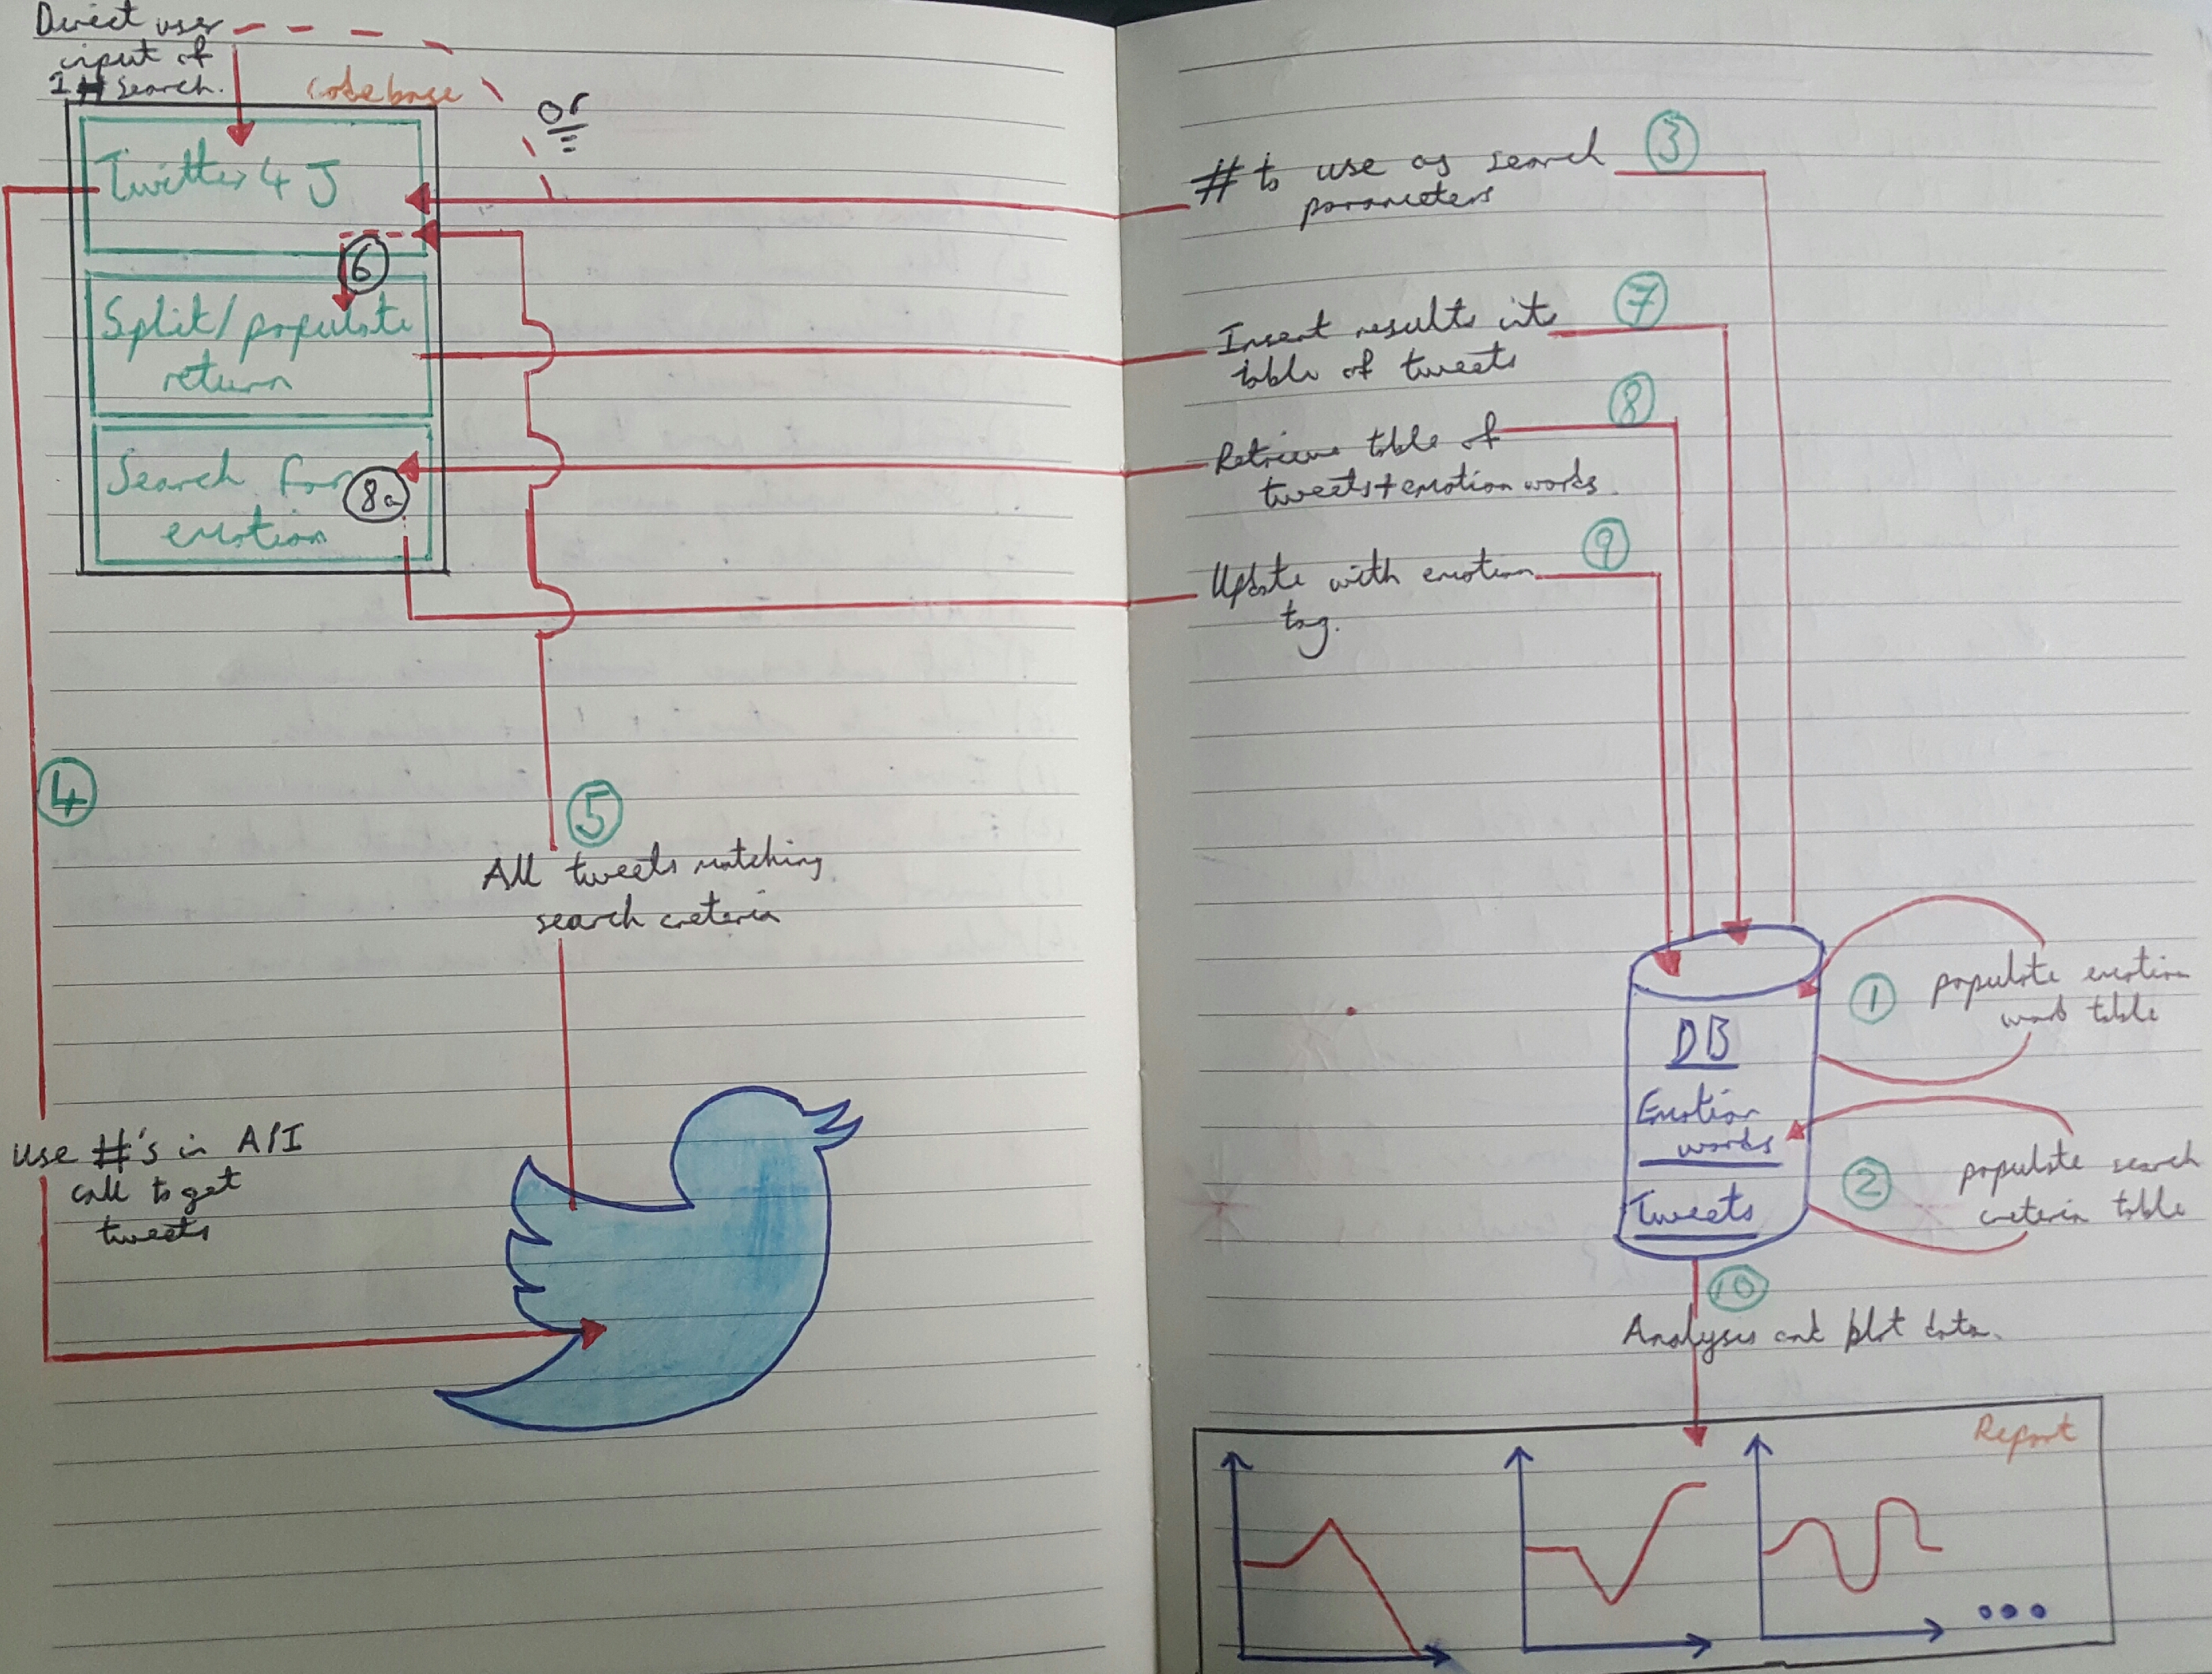 Direct user
input of
1 # search.
codebase
or
Twitter 4 J
6
Split/populate
return
Search for
emotion
8a
4
5
All tweets matching
search creteria
Use #'s in API
call to get
tweets
# to use as search
parameters
3
Insert results into
table of tweets
7
Retrieve table of
tweets + emotion words.
8
Update with emotion
tag.
9
DB
Emotion
words
Tweets
1
populate emotion
word table
2
populate search
creteria table
10
Analyses and plot data.
Report